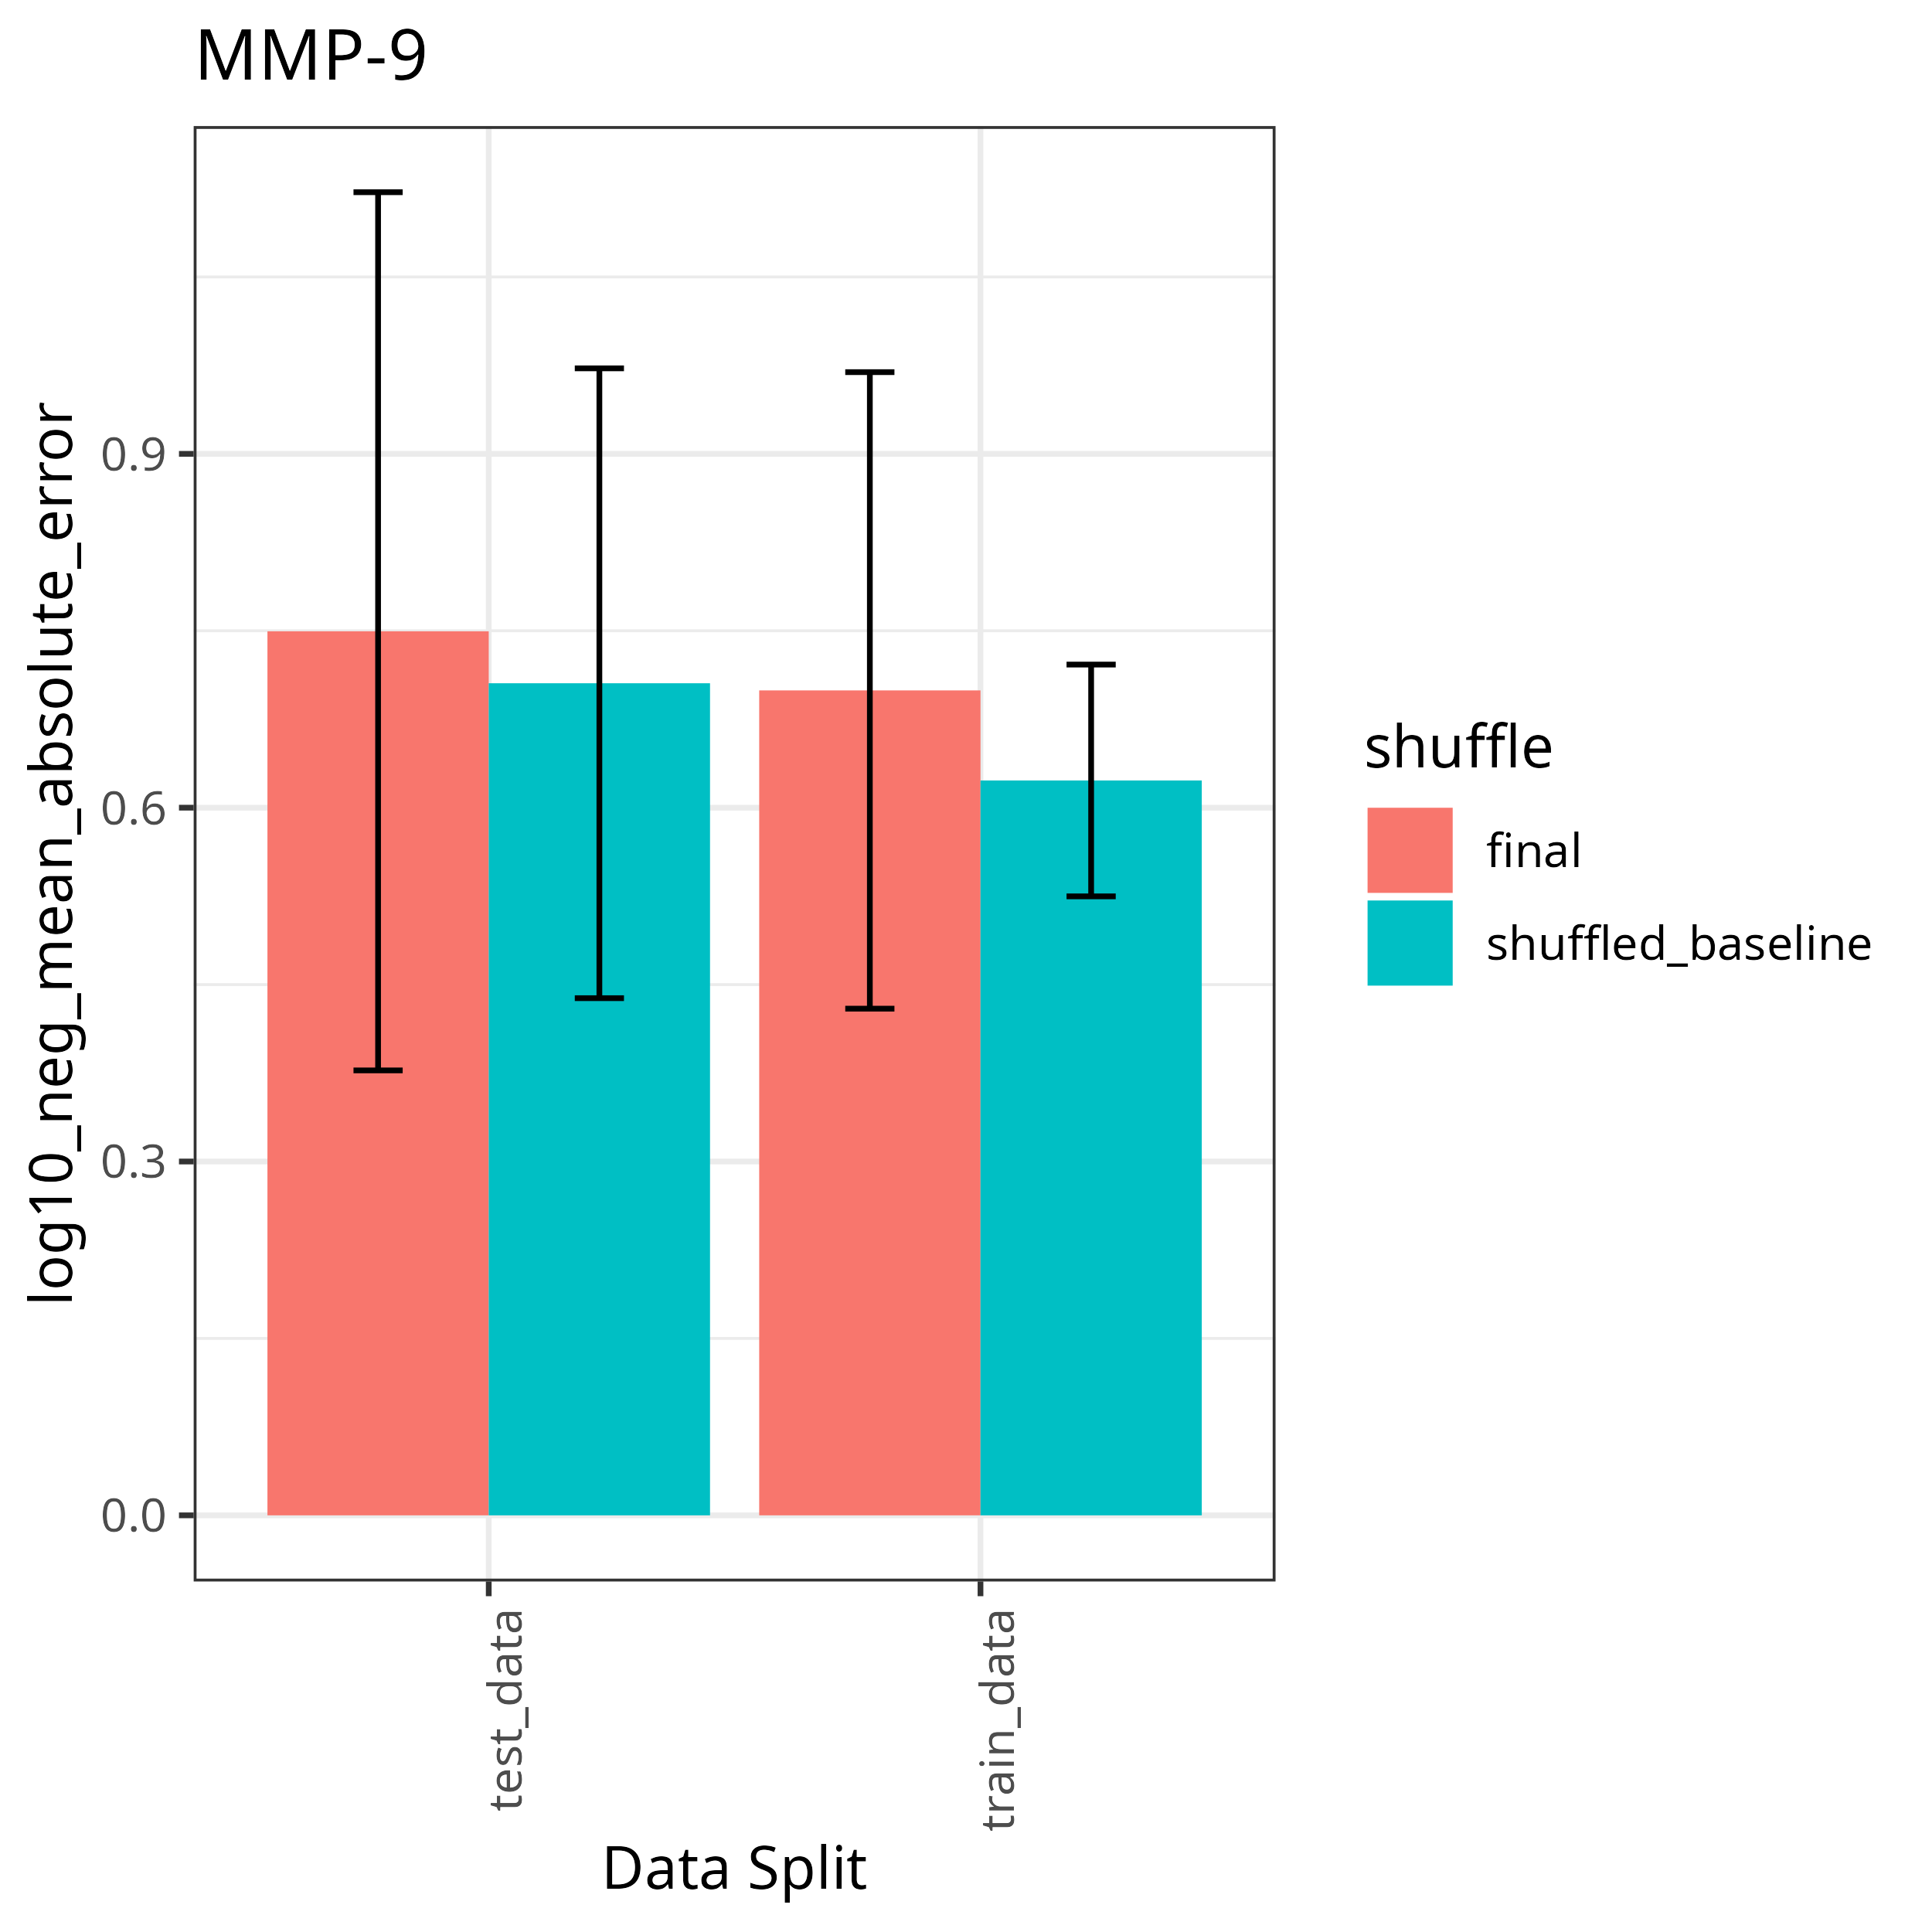 MMP-9
log10_neg_mean_absolute_error
0.9
0.6
0.3
0.0
test_data
train_data
Data Split
shuffle
final
shuffled_baseline